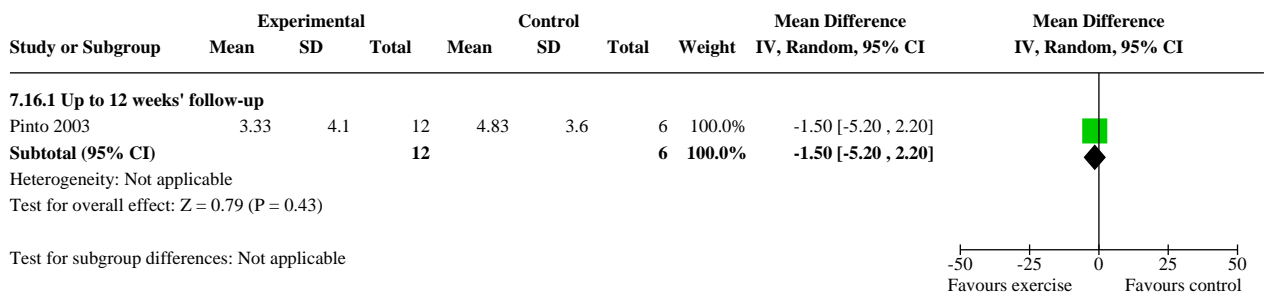 Experimental Control Mean Difference Mean Difference
Study or Subgroup Mean SD Total Mean SD Total Weight IV, Random, 95% CI IV, Random, 95% CI
7.16.1 Up to 12 weeks' follow-up
Pinto 2003 3.33 4.1 12 4.83 3.6 6 100.0% -1.50 [-5.20 , 2.20]
Subtotal (95% CI) 12 6 100.0% -1.50 [-5.20 , 2.20]
Heterogeneity: Not applicable
Test for overall effect: Z = 0.79 (P = 0.43)
Test for subgroup differences: Not applicable
-50 -25 0 25 50
Favours exercise Favours control